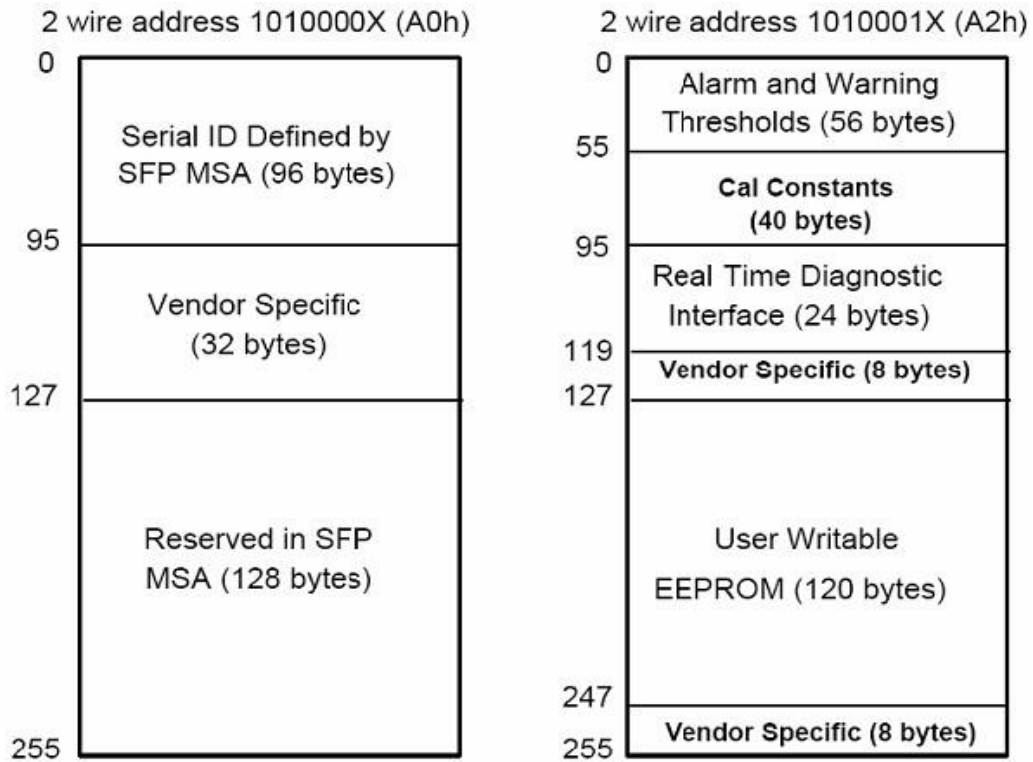 2 wire address 1010000X (A0h)
0
Serial ID Defined by
SFP MSA (96 bytes)
95
Vendor Specific
(32 bytes)
127
Reserved in SFP
MSA (128 bytes)
255
2 wire address 1010001X (A2h)
0
Alarm and Warning
Thresholds (56 bytes)
55
Cal Constants
(40 bytes)
95
Real Time Diagnostic
Interface (24 bytes)
119
Vendor Specific (8 bytes)
127
User Writable
EEPROM (120 bytes)
247
Vendor Specific (8 bytes)
255